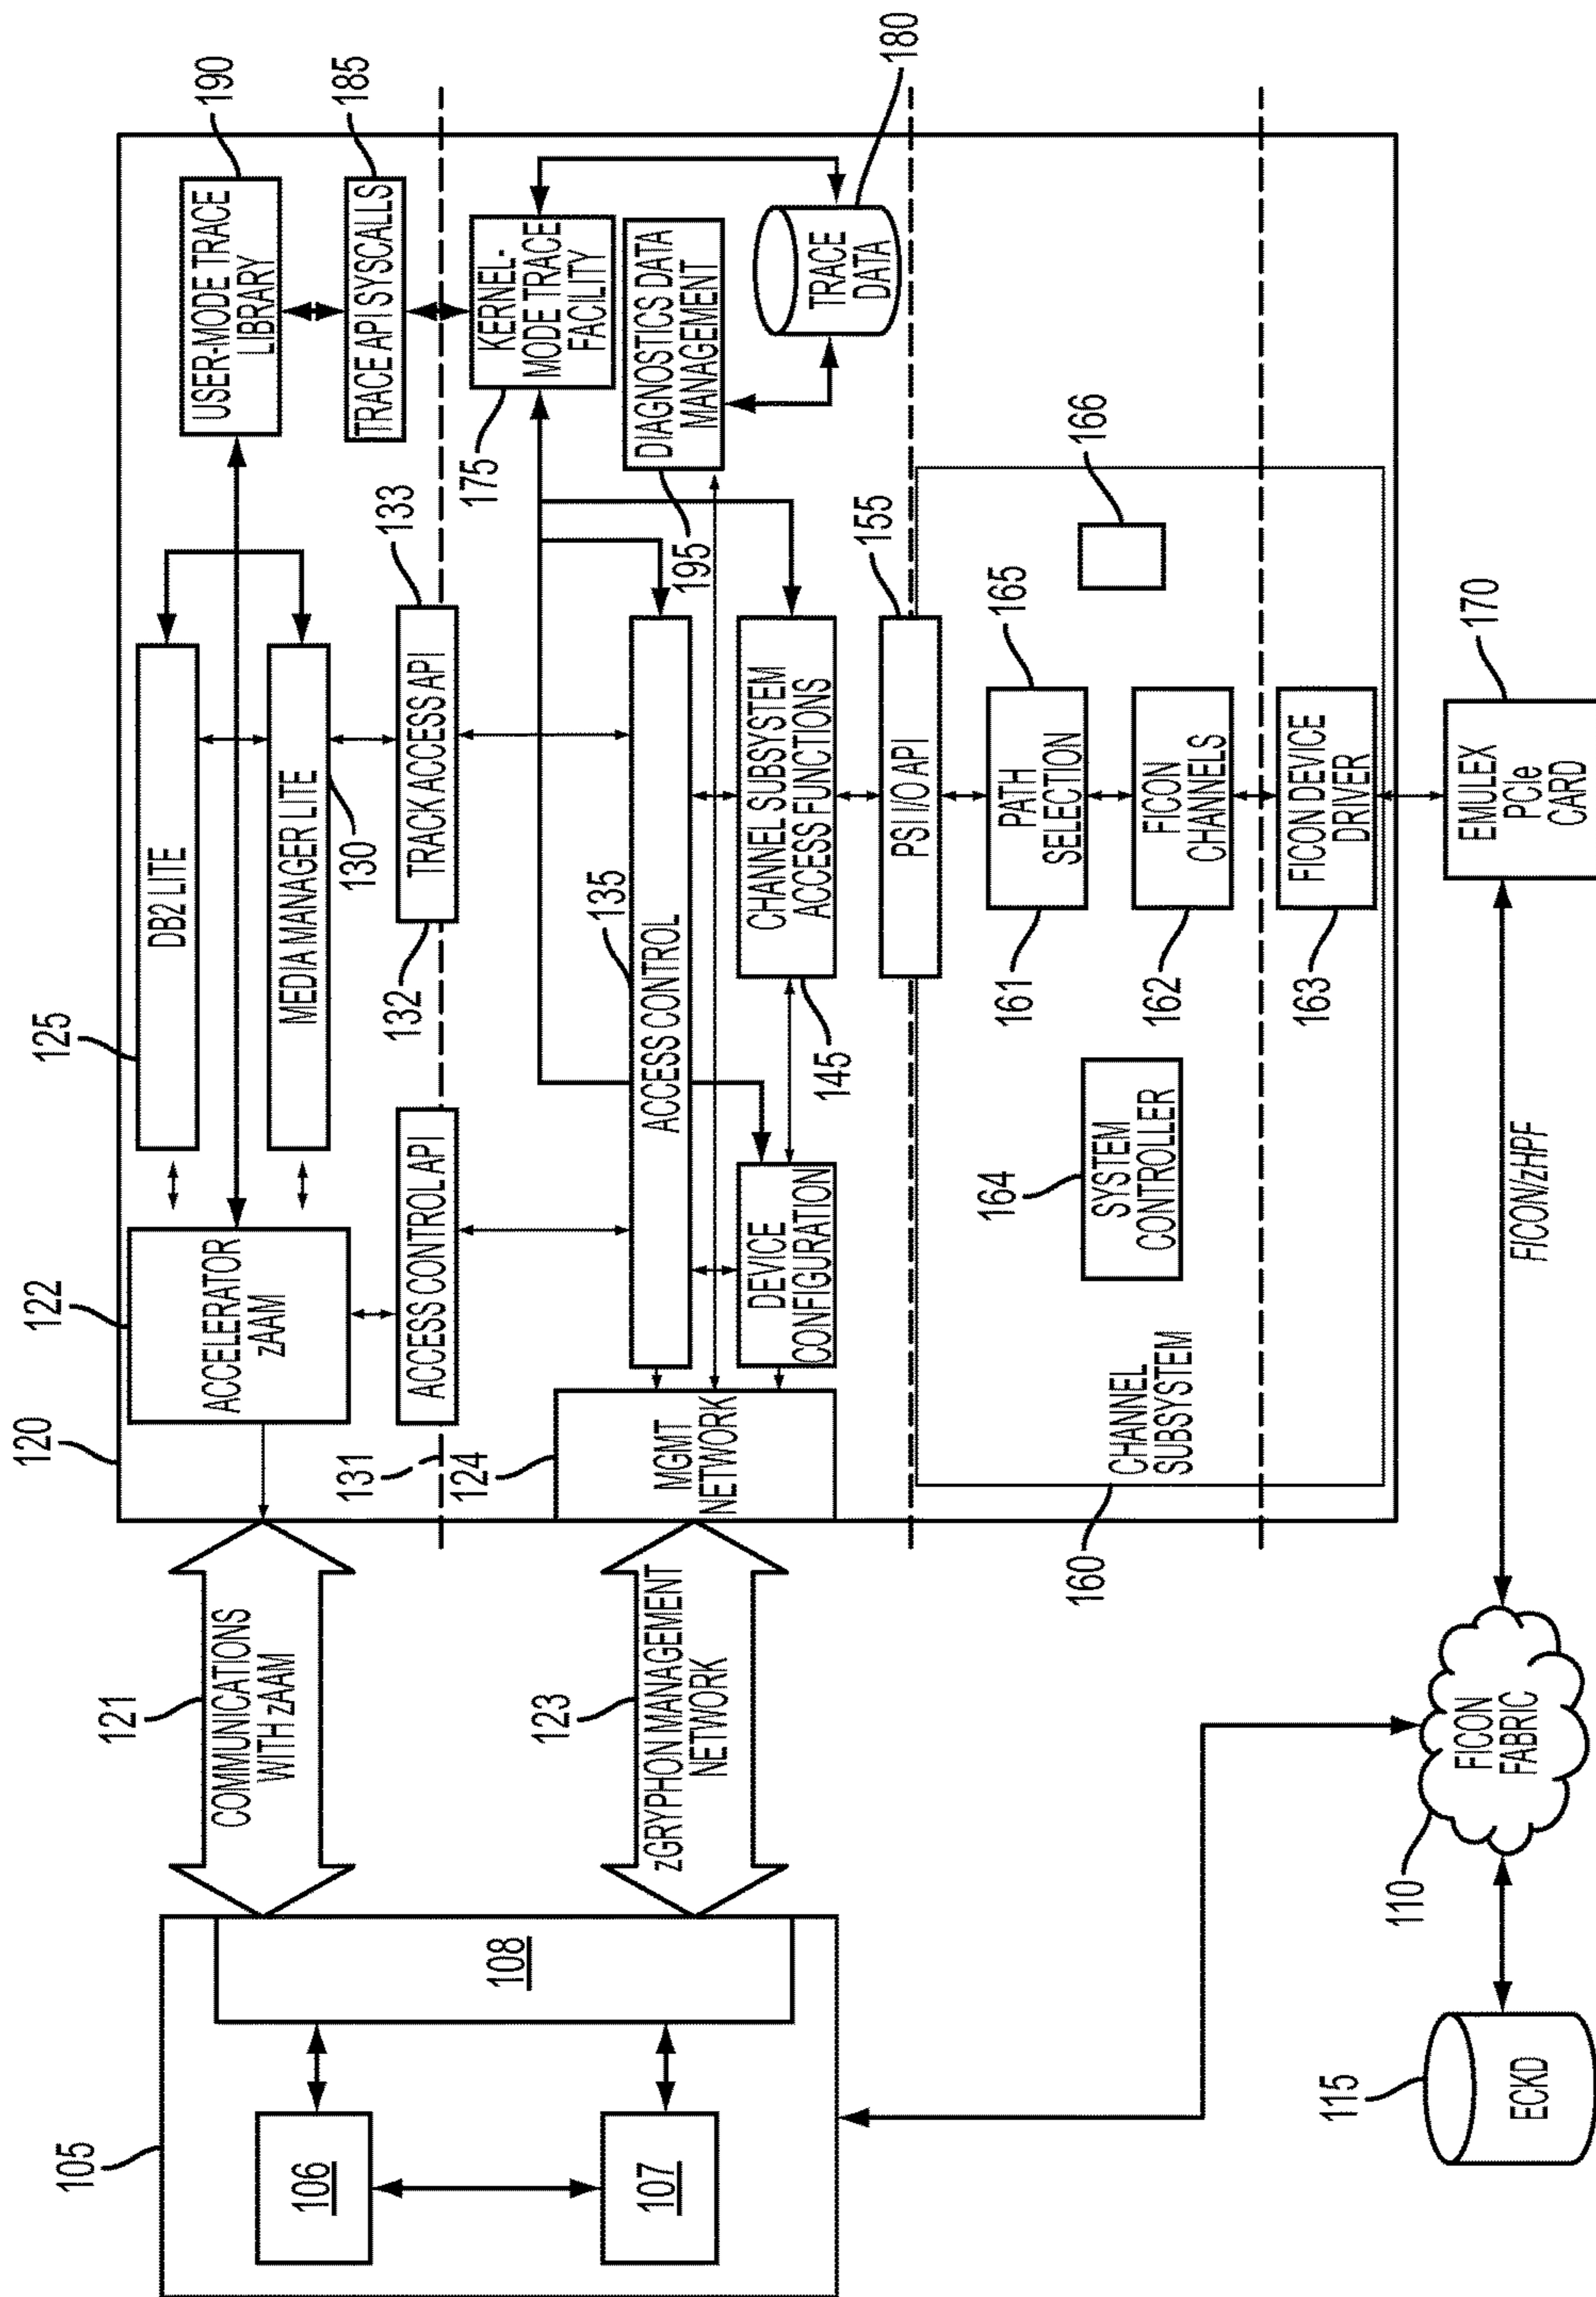 105
106
107
108
121
COMMUNICATIONS
WITH zAAM
123
zGRYPHON MANAGEMENT
NETWORK
120
122
ACCELERATOR
zAAM
125
DB2 LITE
MEDIA MANAGER LITE
130
190
USER-MODE TRACE
LIBRARY
185
TRACE API SYSCALLS
131
ACCESS CONTROL API
132
TRACK ACCESS API
133
124
MGMT
NETWORK
135
ACCESS CONTROL
DEVICE
CONFIGURATION
145
CHANNEL SUBSYSTEM
ACCESS FUNCTIONS
175
KERNEL-
MODE TRACE
FACILITY
195
DIAGNOSTICS DATA
MANAGEMENT
TRACE
DATA
180
155
PSI I/O API
160
CHANNEL
SUBSYSTEM
164
SYSTEM
CONTROLLER
161
PATH
SELECTION
165
166
162
FICON
CHANNELS
163
FICON DEVICE
DRIVER
115
ECKD
110
FICON
FABRIC
FICON/zHPF
EMULEX
PCIe
CARD
170